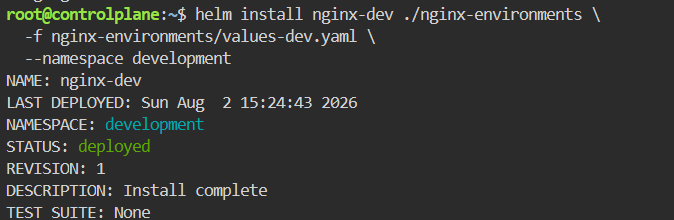 root@controlplane:~$ helm install nginx-dev ./nginx-environments \
  -f nginx-environments/values-dev.yaml \
  --namespace development
NAME: nginx-dev
LAST DEPLOYED: Sun Aug  2 15:24:43 2026
NAMESPACE: development
STATUS: deployed
REVISION: 1
DESCRIPTION: Install complete
TEST SUITE: None